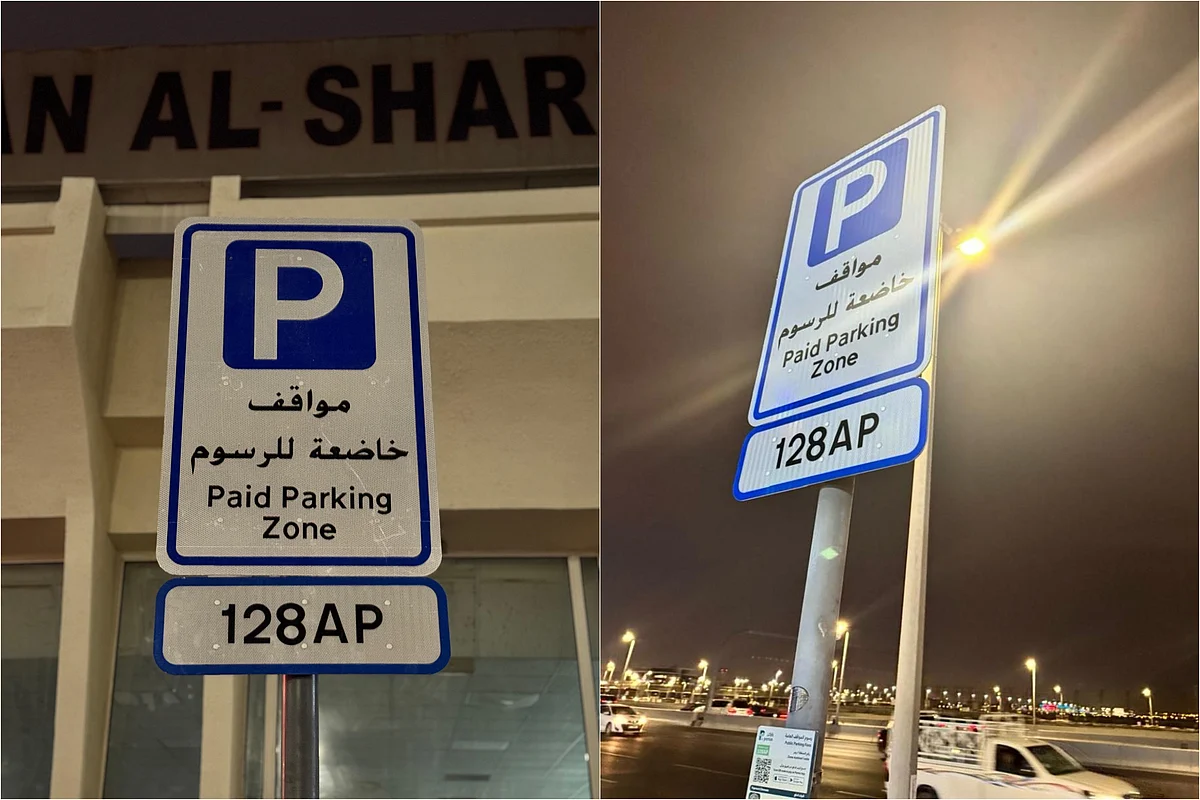 AN AL-SHAR
P
مواقف
خاضعة للرسوم
Paid Parking
Zone
128AP
P
مواقف
خاضعة للرسوم
Paid Parking
Zone
128AP